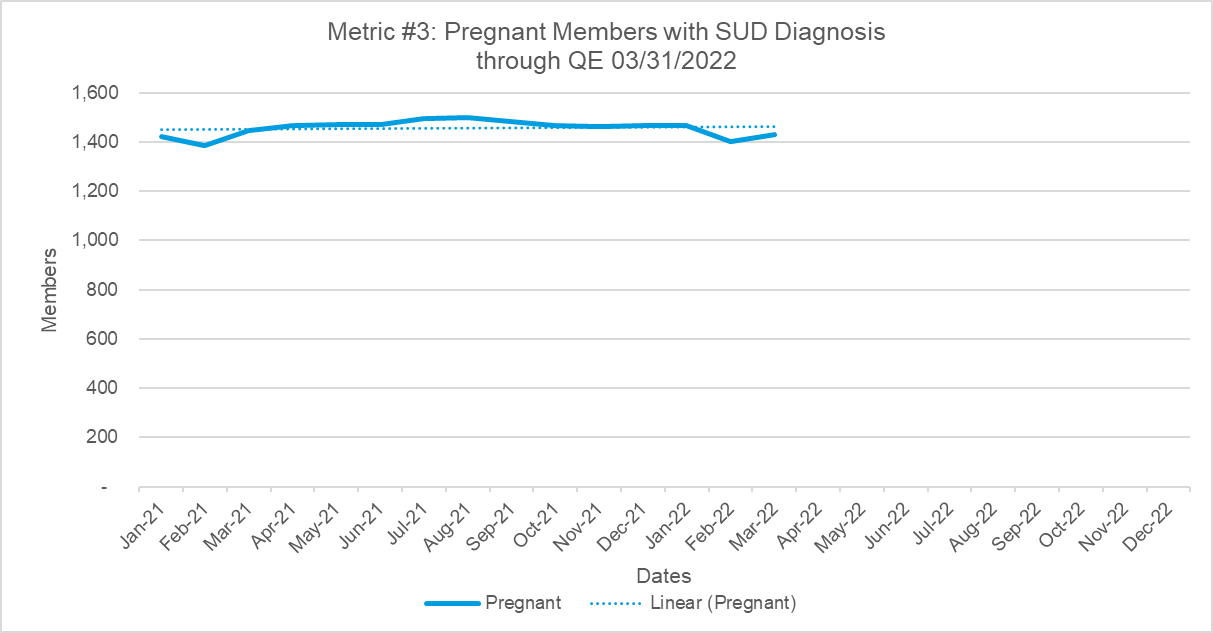 Metric #3: Pregnant Members with SUD Diagnosis
through QE 03/31/2022
1,600
1,400
1,200
1,000
800
600
400
200
-
Members
Jan-21
Feb-21
Mar-21
Apr-21
May-21
Jun-21
Jul-21
Aug-21
Sep-21
Oct-21
Nov-21
Dec-21
Jan-22
Feb-22
Mar-22
Apr-22
May-22
Jun-22
Jul-22
Aug-22
Sep-22
Oct-22
Nov-22
Dec-22
Dates
Pregnant
Linear (Pregnant)